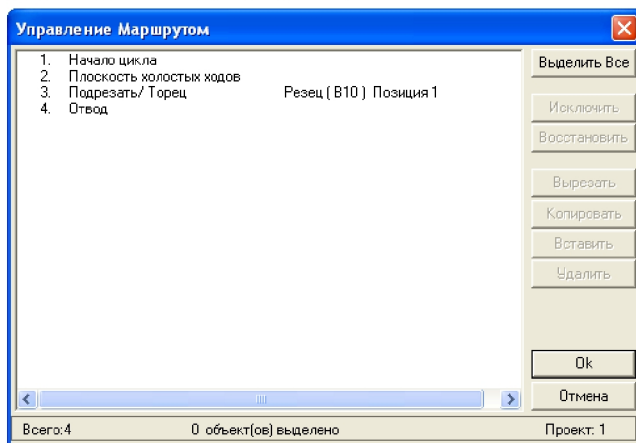 Управление Маршрутом
1. Начало цикла
2. Плоскость холостых ходов
3. Подрезать/ Торец Резец ( В10 ) Позиция 1
4. Отвод
Выделить Все
Исключить
Восстановить
Вырезать
Копировать
Вставить
Удалить
Ok
Отмена
Всего:4 0 объект(ов) выделено Проект: 1